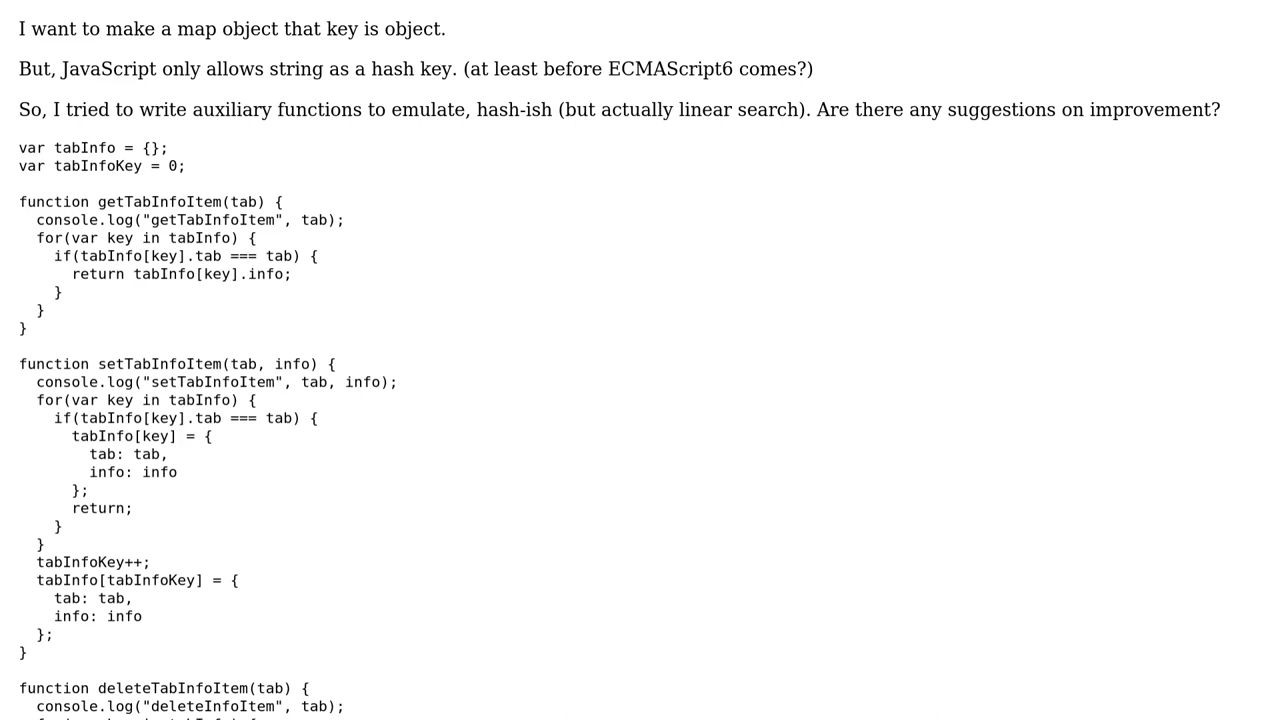 I want to make a map object that key is object.
But, JavaScript only allows string as a hash key. (at least before ECMAScript6 comes?)
So, I tried to write auxiliary functions to emulate, hash-ish (but actually linear search). Are there any suggestions on improvement?
var tabInfo = {};
var tabInfoKey = 0;

function getTabInfoItem(tab) {
  console.log("getTabInfoItem", tab);
  for(var key in tabInfo) {
    if(tabInfo[key].tab === tab) {
      return tabInfo[key].info;
    }
  }
}

function setTabInfoItem(tab, info) {
  console.log("setTabInfoItem", tab, info);
  for(var key in tabInfo) {
    if(tabInfo[key].tab === tab) {
      tabInfo[key] = {
        tab: tab,
        info: info
      };
      return;
    }
  }
  tabInfoKey++;
  tabInfo[tabInfoKey] = {
    tab: tab,
    info: info
  };
}

function deleteTabInfoItem(tab) {
  console.log("deleteInfoItem", tab);